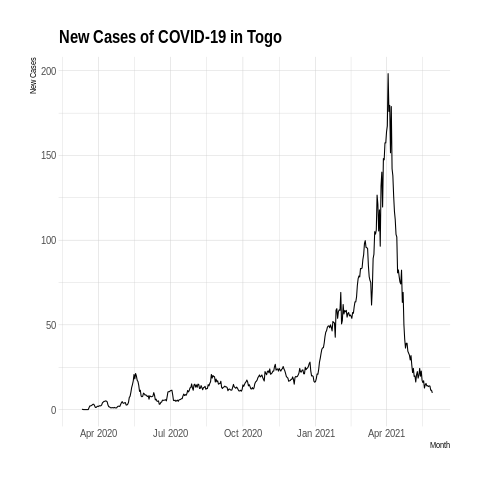 New Cases of COVID-19 in Togo
New Cases
200
150
100
50
0
Apr 2020
Jul 2020
Oct 2020
Jan 2021
Apr 2021
Month